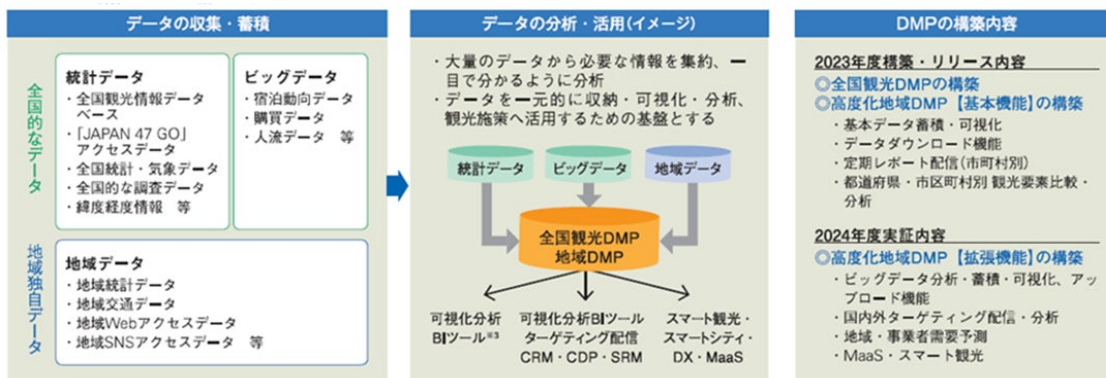 データの収集・蓄積
全国的なデータ
統計データ
・全国観光情報データ
ベース
・「JAPAN 47 GO」
アクセスデータ
・全国統計・気象データ
・全国的な調査データ
・緯度経度情報 等
ビッグデータ
・宿泊動向データ
・購買データ
・人流データ 等
地域独自データ
地域データ
・地域統計データ
・地域交通データ
・地域Webアクセスデータ
・地域SNSアクセスデータ 等
データの分析・活用(イメージ)
・大量のデータから必要な情報を集約、一
目で分かるように分析
・データを一元的に収納・可視化・分析、
観光施策へ活用するための基盤とする
統計データ
ビッグデータ
地域データ
全国観光DMP
地域DMP
可視化分析
BIツール※3
可視化分析BIツール
ターゲティング配信
CRM・CDP・SRM
スマート観光・
スマートシティ・
DX・MaaS
DMPの構築内容
2023年度構築・リリース内容
◎全国観光DMPの構築
◎高度化地域DMP【基本機能】の構築
・基本データ蓄積・可視化
・データダウンロード機能
・定期レポート配信(市町村別)
・都道府県・市区町村別 観光要素比較・
分析
2024年度実証内容
◎高度化地域DMP【拡張機能】の構築
・ビッグデータ分析・蓄積・可視化、アッ
プロード機能
・国内外ターゲティング配信・分析
・地域・事業者需要予測
・MaaS・スマート観光